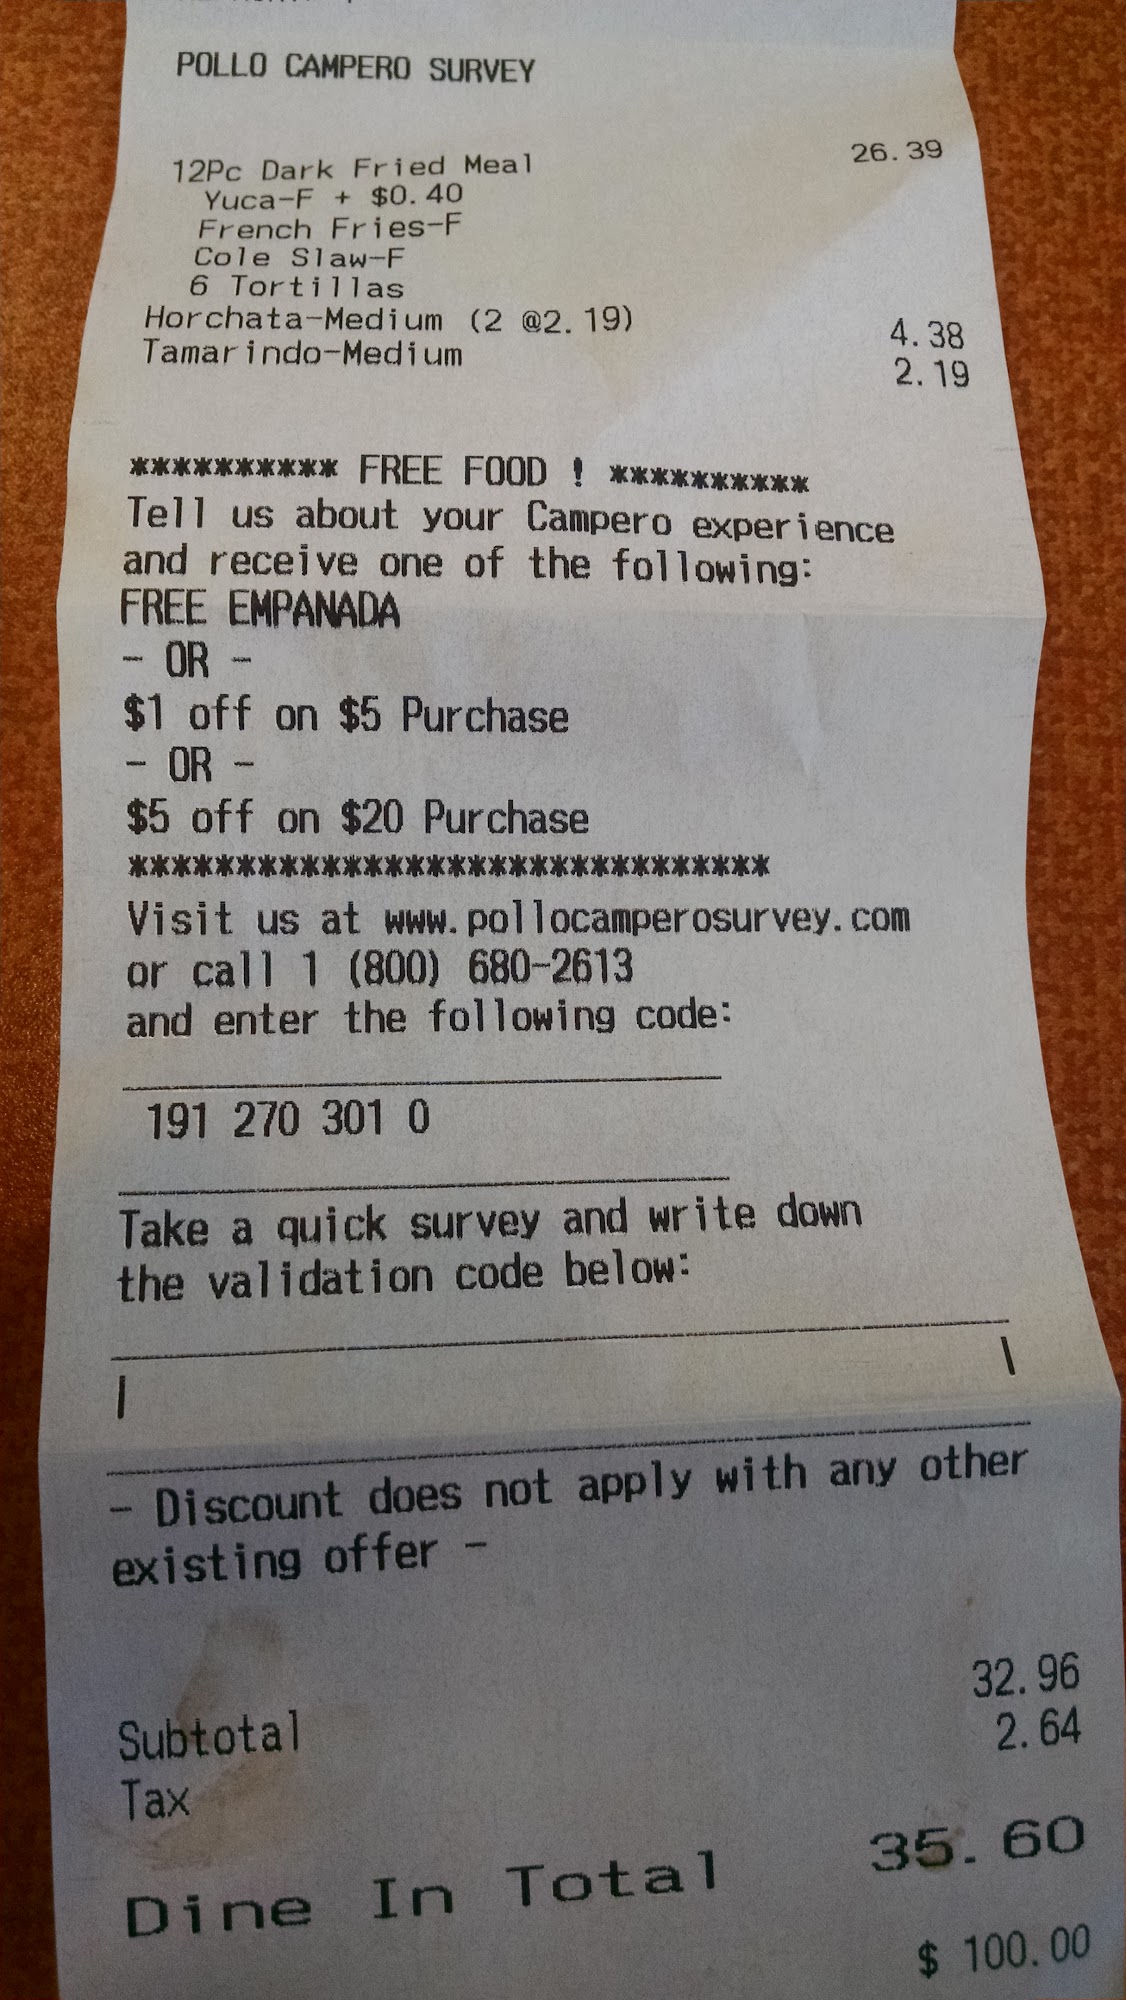 POLLO CAMPERO SURVEY
12Pc Dark Fried Meal 26.39
Yuca-F + $0.40
French Fries-F
Cole Slaw-F
6 Tortillas
Horchata-Medium (2 @2.19) 4.38
Tamarindo-Medium 2.19
********** FREE FOOD ! **********
Tell us about your Campero experience
and receive one of the following:
FREE EMPANADA
- OR -
$1 off on $5 Purchase
- OR -
$5 off on $20 Purchase
******************************
Visit us at www.pollocamperosurvey.com
or call 1 (800) 680-2613
and enter the following code:
191 270 301 0
Take a quick survey and write down
the validation code below:
| |
- Discount does not apply with any other
existing offer -
Subtotal 32.96
Tax 2.64
Dine In Total 35.60
$ 100.00